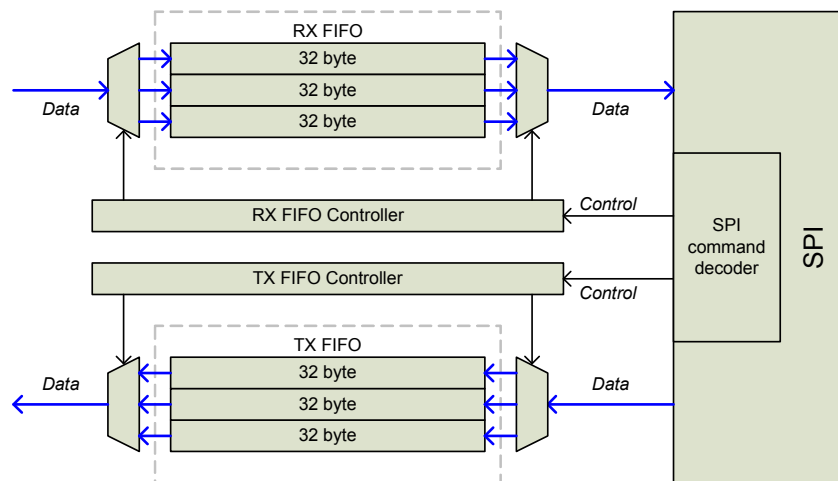 RX FIFO
32 byte
32 byte
32 byte
Data
Data
RX FIFO Controller
Control
SPI
command
decoder
SPI
TX FIFO Controller
Control
TX FIFO
32 byte
32 byte
32 byte
Data
Data